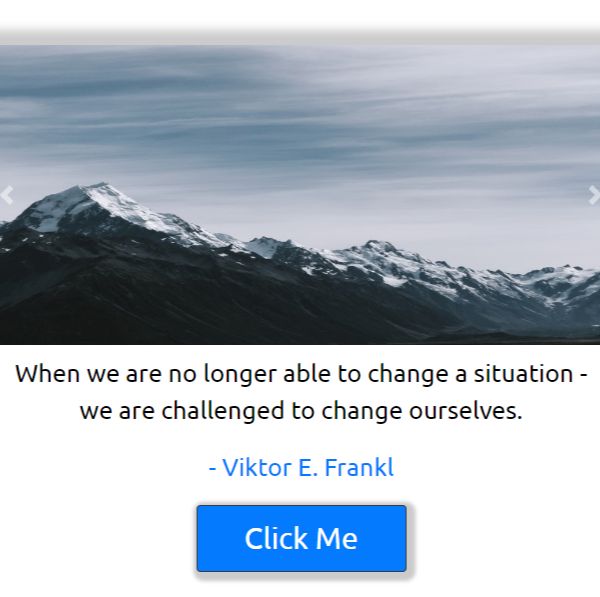 When we are no longer able to change a situation -
we are challenged to change ourselves.
- Viktor E. Frankl
Click Me